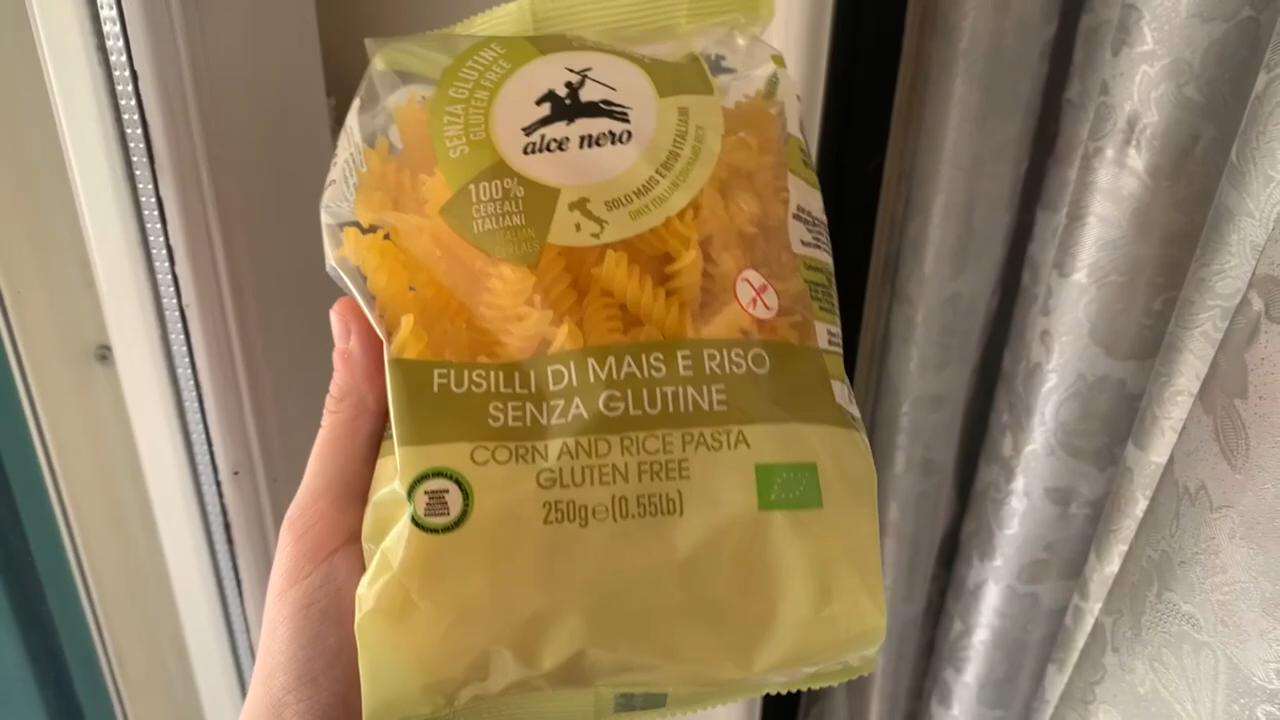 SENZA GLUTINE
GLUTEN FREE
alce nero
100%
CEREALI
ITALIANI
ITALIAN
CEREALS
SOLO MAIS E RISO ITALIANI
ONLY ITALIAN CORN AND RICE
FUSILLI DI MAIS E RISO
SENZA GLUTINE
CORN AND RICE PASTA
GLUTEN FREE
250g℮(0.55lb)